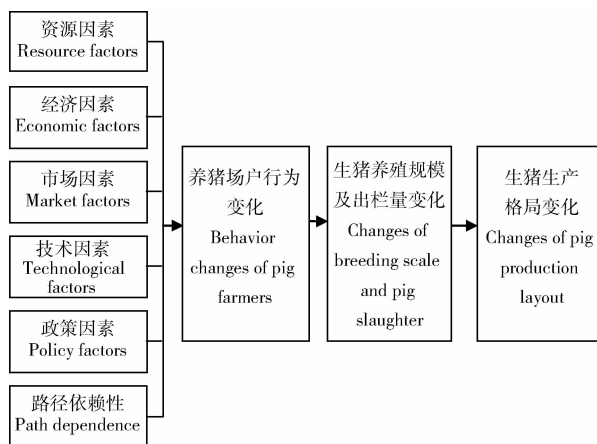 资源因素
Resource factors
经济因素
Economic factors
市场因素
Market factors
技术因素
Technological
factors
政策因素
Policy factors
路径依赖性
Path dependence
养猪场户行为
变化
Behavior
changes of pig
farmers
生猪养殖规模
及出栏量变化
Changes of
breeding scale
and pig
slaughter
生猪生产
格局变化
Changes of pig
production
layout